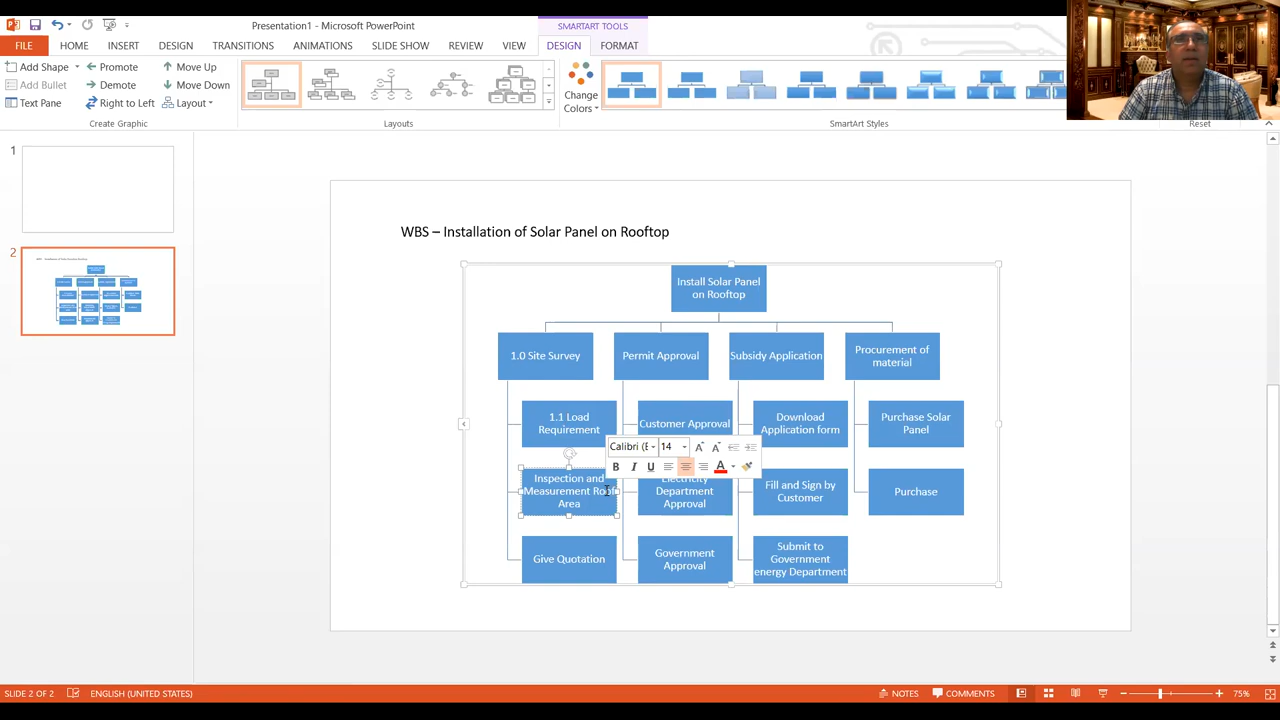 Presentation1 - Microsoft PowerPoint
SMARTART TOOLS
FILE HOME INSERT DESIGN TRANSITIONS ANIMATIONS SLIDE SHOW REVIEW VIEW DESIGN FORMAT
Add Shape Promote Move Up
Add Bullet Demote Move Down
Text Pane Right to Left Layout
Create Graphic
Layouts
Change
Colors
SmartArt Styles
Reset
1
2
WBS – Installation of Solar Panel on Rooftop
Install Solar Panel
on Rooftop
1.0 Site Survey
Permit Approval
Subsidy Application
Procurement of
material
1.1 Load
Requirement
Customer Approval
Download
Application form
Purchase Solar
Panel
Calibri (E 14
B I U A
Inspection and
Measurement Roof
Area
Electricity
Department
Approval
Fill and Sign by
Customer
Purchase
Give Quotation
Government
Approval
Submit to
Government
energy Department
SLIDE 2 OF 2 ENGLISH (UNITED STATES) NOTES COMMENTS 75%